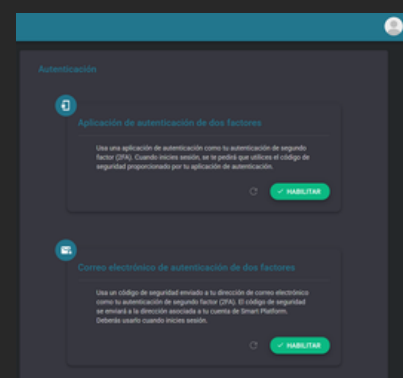 Autenticación
Aplicación de autenticación de dos factores
Usa una aplicación de autenticación como tu autenticación de segundo
factor (2FA). Cuando inicies sesión, se te pedirá que utilices el código de
seguridad proporcionado por tu aplicación de autenticación.
HABILITAR
Correo electrónico de autenticación de dos factores
Usa un código de seguridad enviado a tu dirección de correo electrónico
como tu autenticación de segundo factor (2FA). El código de seguridad
se enviará a la dirección asociada a tu cuenta de Smart Platform.
Deberás usarlo cuando inicies sesión.
HABILITAR